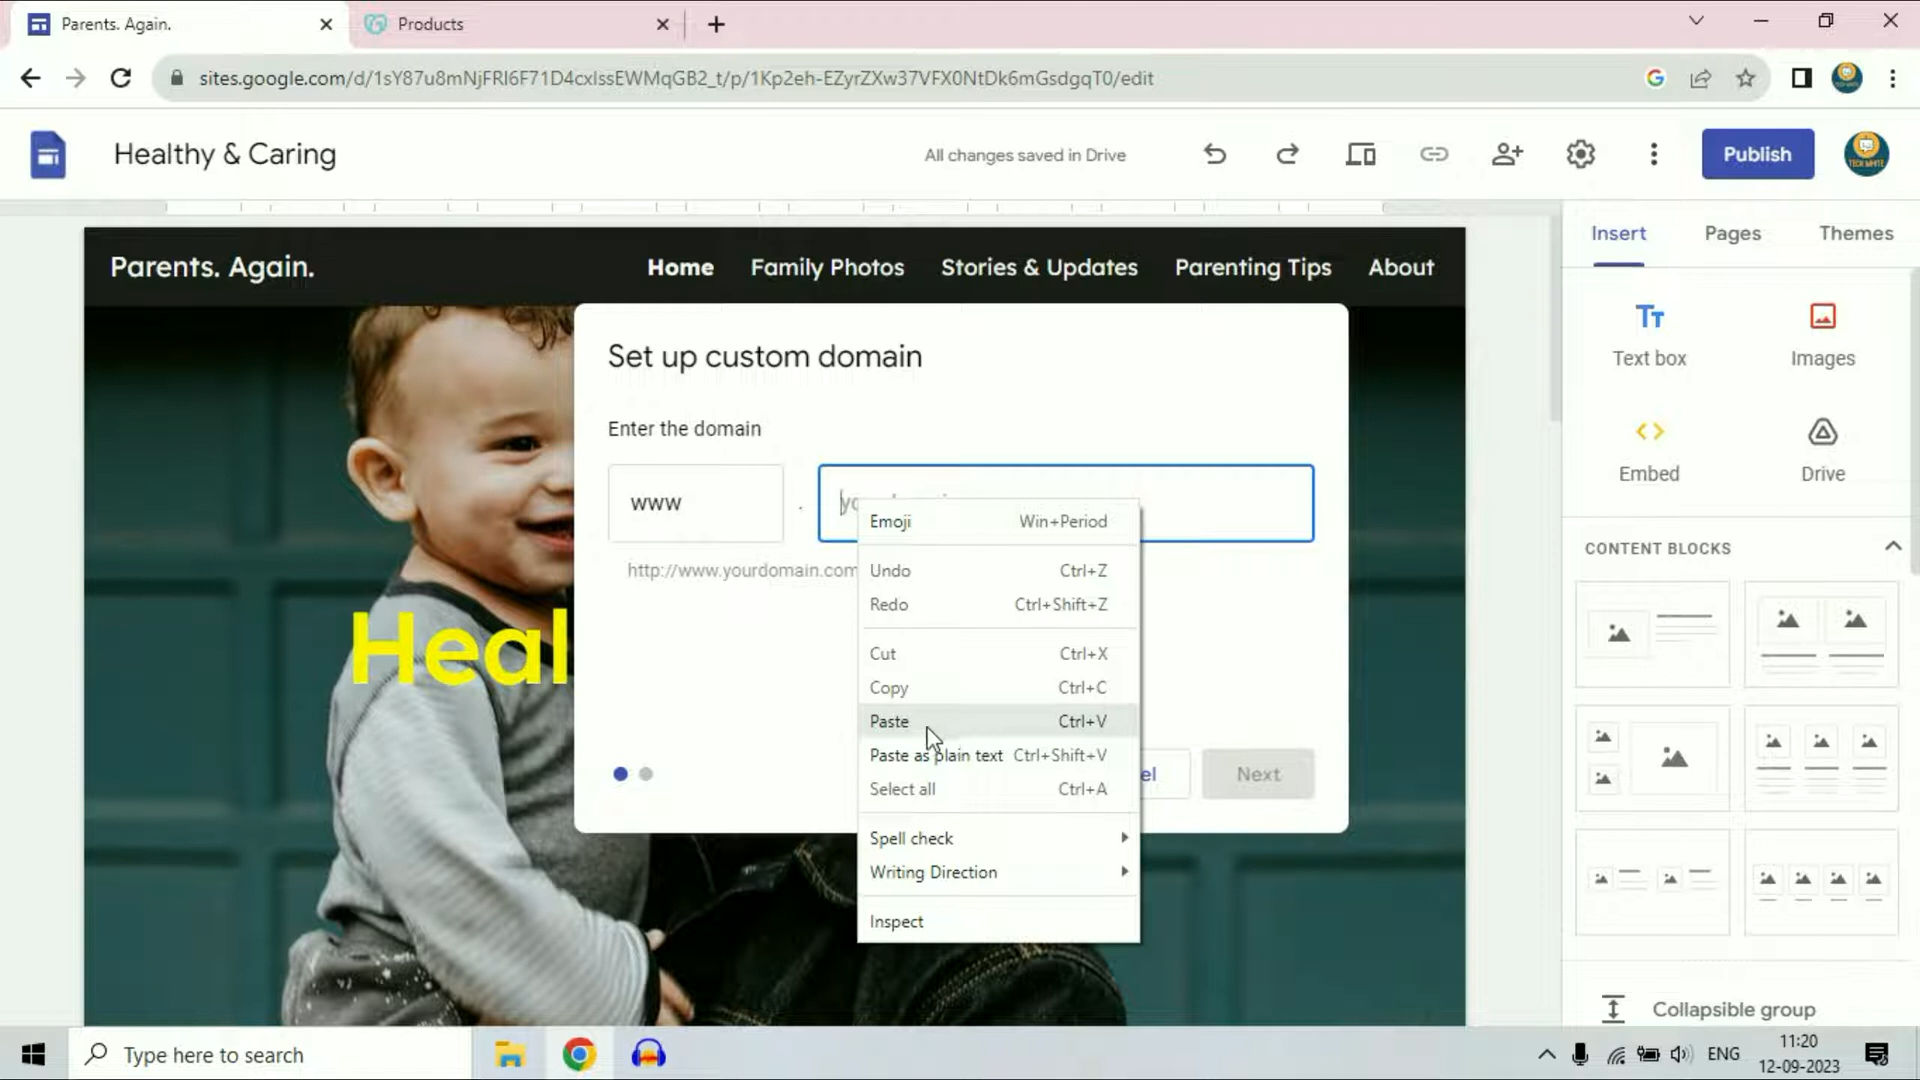 Parents. Again.
Products
sites.google.com/d/1sY87u8mNjFRI6F71D4cxIssEWMqGB2_t/p/1Kp2eh-EZyrZXw37VFX0NtDk6mGsdgqT0/edit
Healthy & Caring
All changes saved in Drive
Publish
Parents. Again.
Home
Family Photos
Stories & Updates
Parenting Tips
About
Insert
Pages
Themes
Set up custom domain
Enter the domain
www
.
http://www.yourdomain.com
Heal
Emoji Win+Period
Undo Ctrl+Z
Redo Ctrl+Shift+Z
Cut Ctrl+X
Copy Ctrl+C
Paste Ctrl+V
Paste as plain text Ctrl+Shift+V
Select all Ctrl+A
Spell check
Writing Direction
Inspect
Next
Text box
Images
Embed
Drive
CONTENT BLOCKS
Collapsible group
Type here to search
ENG
11:20
12-09-2023